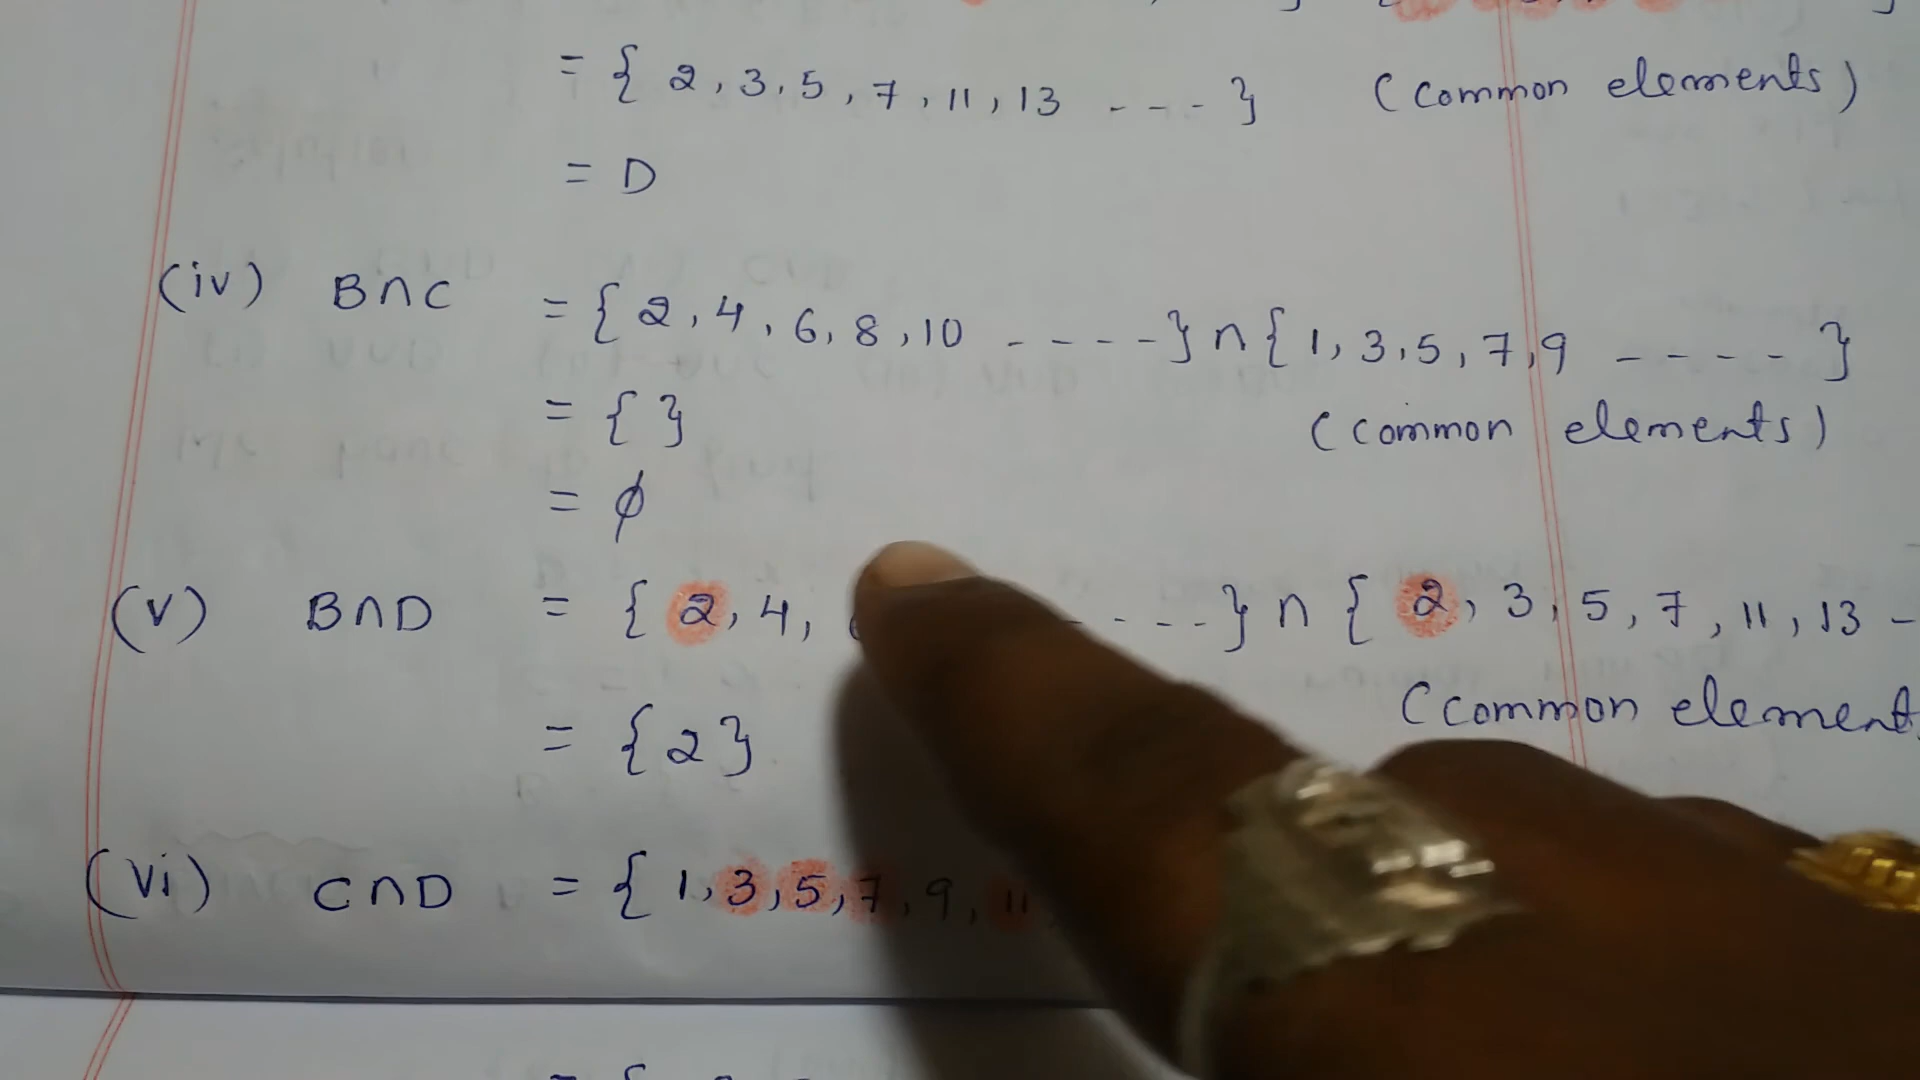 = { 2, 3, 5, 7, 11, 13 ---- } (common elements)
= D
(iv) B∩C = { 2, 4, 6, 8, 10 ----- } ∩ { 1, 3, 5, 7, 9 ----- }
= { } (common elements)
= ϕ
(v) B∩D = { 2, 4, ----- } ∩ { 2, 3, 5, 7, 11, 13 -
= { 2 } (common element
(vi) C∩D = { 1, 3, 5, 7, 9, 11,